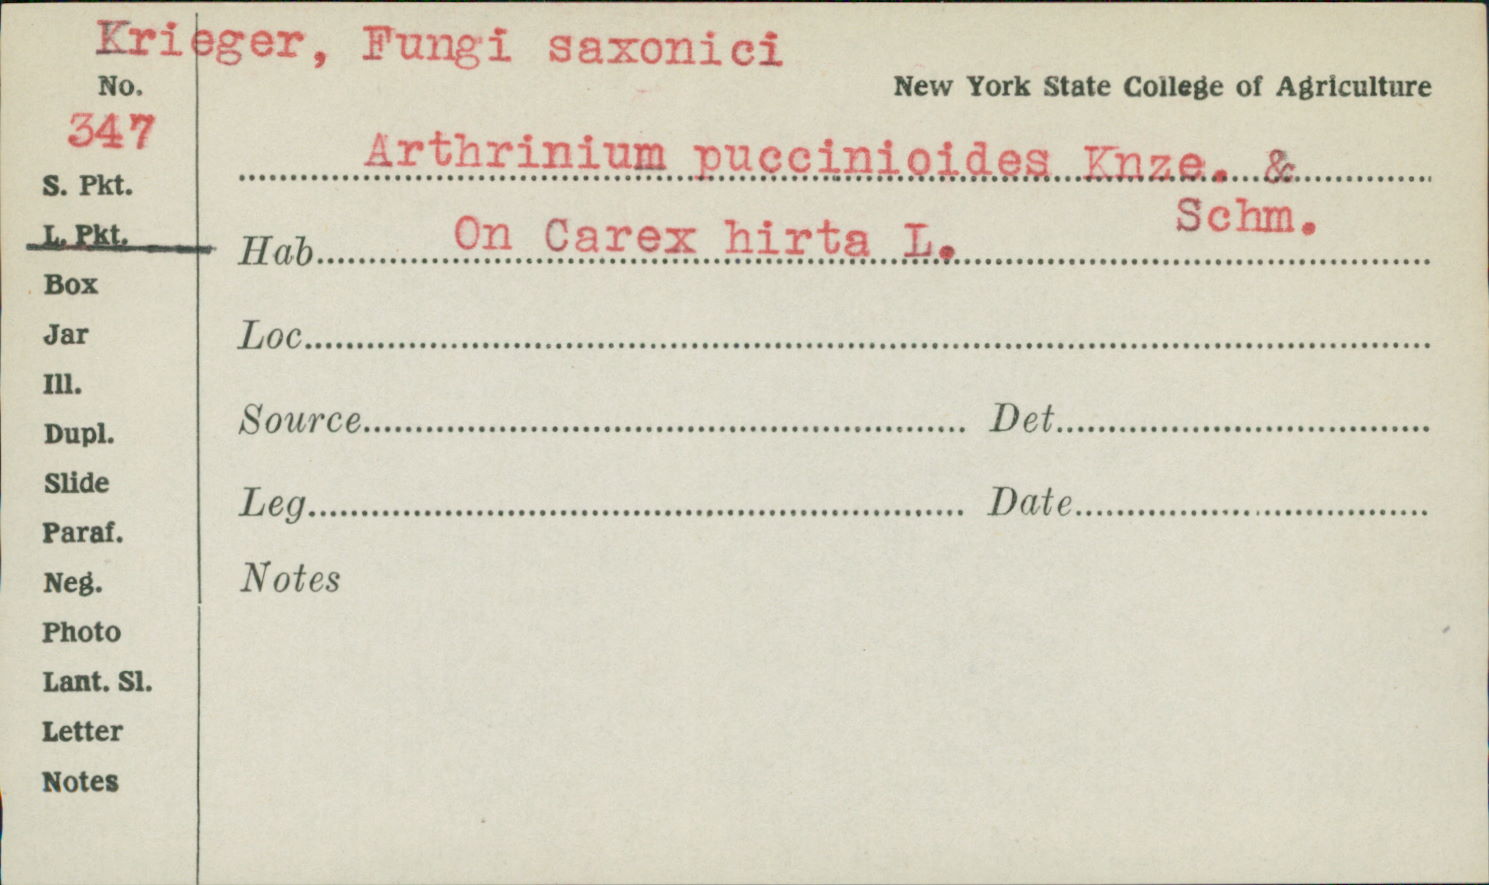 Krieger, Fungi saxonici
No.
New York State College of Agriculture
347
Arthrinium puccinioides Knze. &
Schm.
S. Pkt.
L. Pkt.
Hab. On Carex hirta L.
Box
Jar
Loc.
Ill.
Dupl.
Source Det.
Slide
Leg. Date
Paraf.
Neg.
Notes
Photo
Lant. Sl.
Letter
Notes